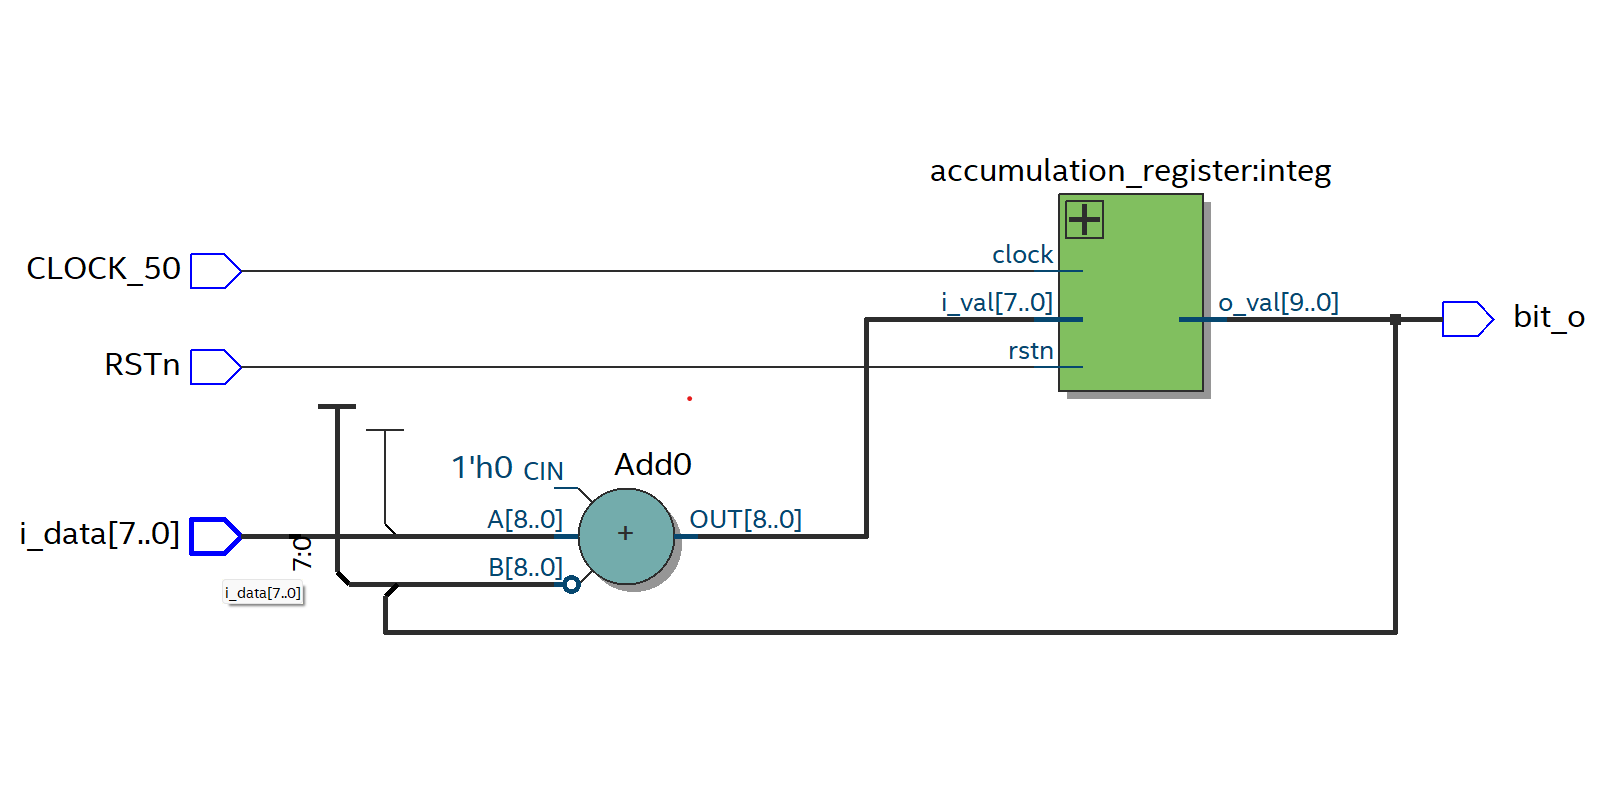 accumulation_register:integ
CLOCK_50
clock
i_val[7..0]
o_val[9..0]
bit_o
RSTn
rstn
1'h0 CIN
Add0
i_data[7..0]
7:0
A[8..0]
OUT[8..0]
+
B[8..0]
i_data[7..0]